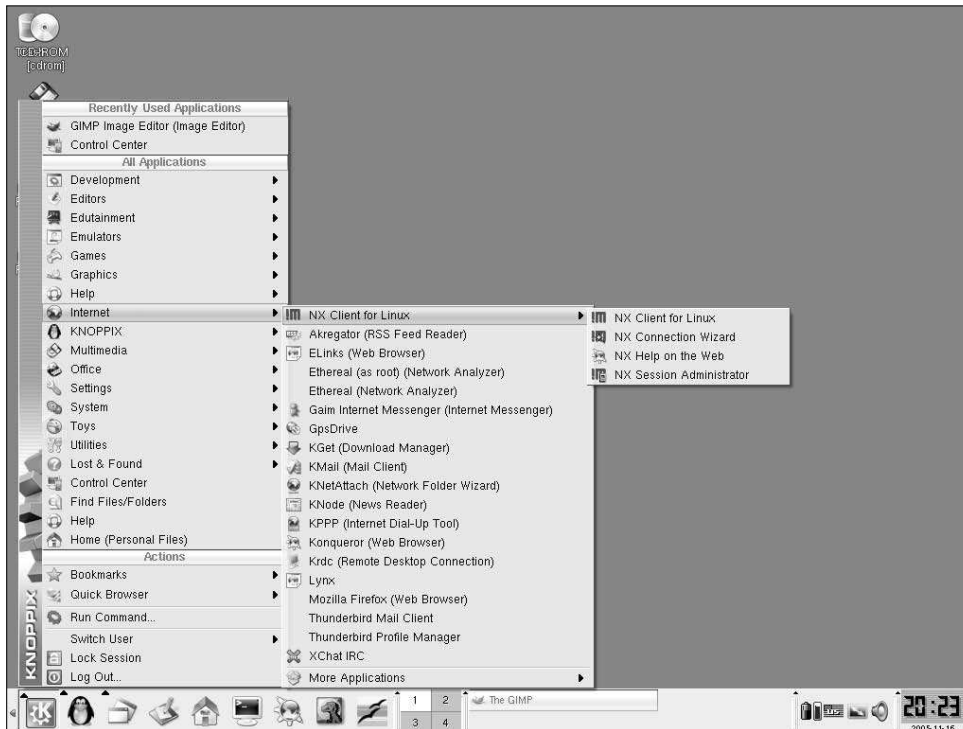 [cdrom]
Recently Used Applications
GIMP Image Editor (Image Editor)
Control Center
All Applications
Development
Editors
Edutainment
Emulators
Games
Graphics
Help
Internet
KNOPPIX
Multimedia
Office
Settings
System
Toys
Utilities
Lost & Found
Control Center
Find Files/Folders
Help
Home (Personal Files)
Actions
Bookmarks
Quick Browser
Run Command...
Switch User
Lock Session
Log Out...
KNOPPIX
NX Client for Linux
Akregator (RSS Feed Reader)
ELinks (Web Browser)
Ethereal (as root) (Network Analyzer)
Ethereal (Network Analyzer)
Gaim Internet Messenger (Internet Messenger)
GpsDrive
KGet (Download Manager)
KMail (Mail Client)
KNetAttach (Network Folder Wizard)
KNode (News Reader)
KPPP (Internet Dial-Up Tool)
Konqueror (Web Browser)
Krdc (Remote Desktop Connection)
Lynx
Mozilla Firefox (Web Browser)
Thunderbird Mail Client
Thunderbird Profile Manager
XChat IRC
More Applications
NX Client for Linux
NX Connection Wizard
NX Help on the Web
NX Session Administrator
1 2
3 4
The GIMP
us
20:23